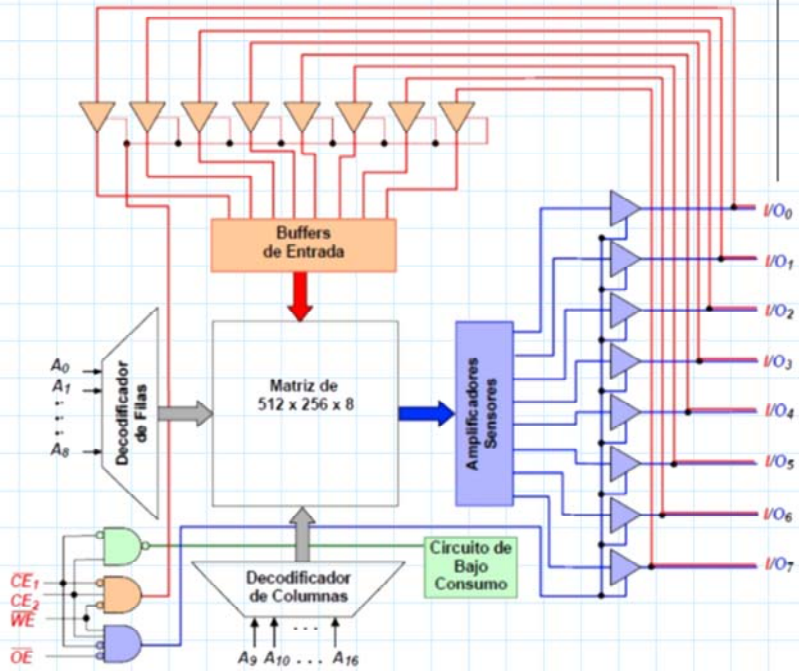 Buffers
de Entrada
I/O0
I/O1
I/O2
I/O3
I/O4
I/O5
I/O6
I/O7
A0
A1
A8
Decodificador
de Filas
Matriz de
512 x 256 x 8
Amplificadores
Sensores
Circuito de
Bajo
Consumo
Decodificador
de Columnas
CE1
CE2
WE
OE
A9 A10 . . . A16